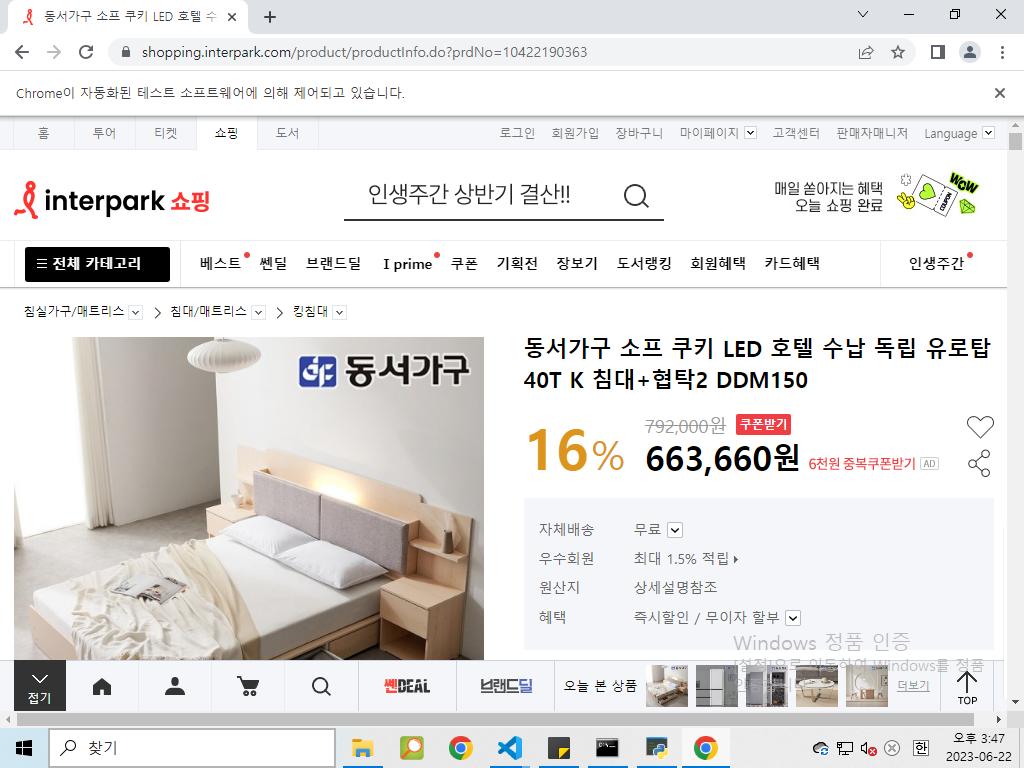 동서가구 소프 쿠키 LED 호텔 수
shopping.interpark.com/product/productInfo.do?prdNo=10422190363
Chrome이 자동화된 테스트 소프트웨어에 의해 제어되고 있습니다.
홈 투어 티켓 쇼핑 도서 로그인 회원가입 장바구니 마이페이지 고객센터 판매자매니저 Language
interpark 쇼핑
인생주간 상반기 결산!!
매일 쏟아지는 혜택
오늘 쇼핑 완료
WOW
COUPON
전체 카테고리 베스트 쎈딜 브랜드딜 I prime 쿠폰 기획전 장보기 도서랭킹 회원혜택 카드혜택 인생주간
침실가구/매트리스 침대/매트리스 킹침대
동서가구
동서가구 소프 쿠키 LED 호텔 수납 독립 유로탑
40T K 침대+협탁2 DDM150
16% 792,000원 쿠폰받기
663,660원 6천원 중복쿠폰받기 AD
자체배송 무료
우수회원 최대 1.5% 적립
원산지 상세설명참조
혜택 즉시할인 / 무이자 할부
Windows 정품 인증
[설정]으로 이동하여 Windows를 정품
접기
쎈DEAL
브랜드딜
오늘 본 상품
더보기
TOP
찾기
한
오후 3:47
2023-06-22